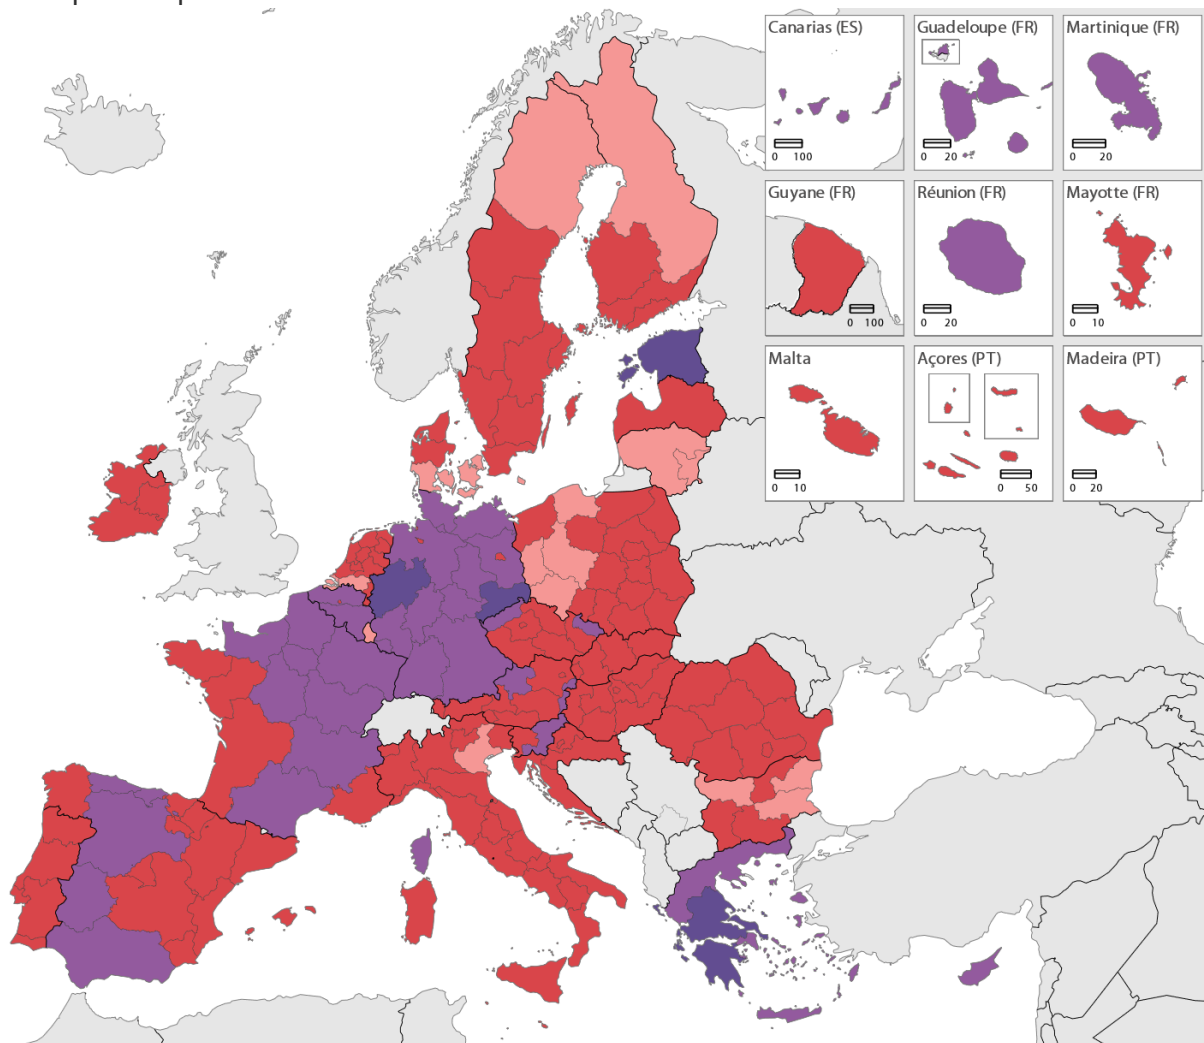 Canarias (ES)
0 100
Guadeloupe (FR)
0 20
Martinique (FR)
0 20
Guyane (FR)
0 100
Réunion (FR)
0 20
Mayotte (FR)
0 10
Malta
0 10
Açores (PT)
0 50
Madeira (PT)
0 20